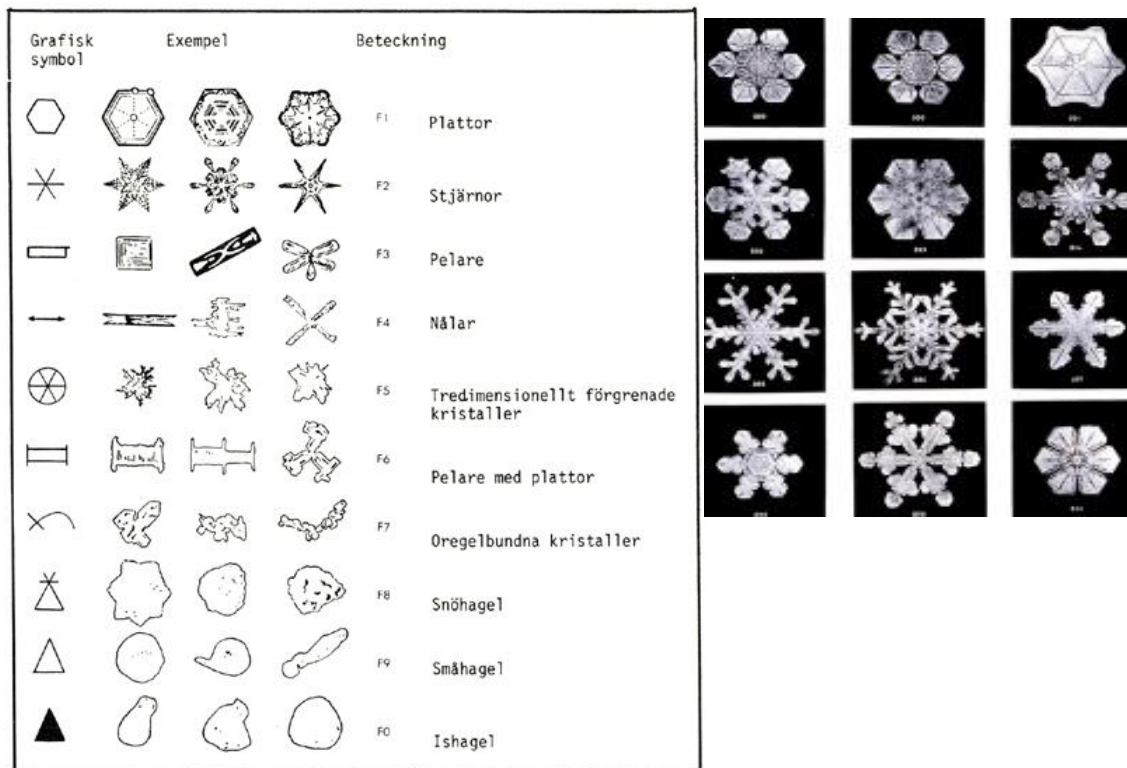 Grafisk symbol Exempel Beteckning
F1 Plattor
F2 Stjärnor
F3 Pelare
F4 Nålar
F5 Tredimensionellt förgrenade
kristaller
F6 Pelare med plattor
F7 Oregelbundna kristaller
F8 Snöhagel
F9 Småhagel
F0 Ishagel